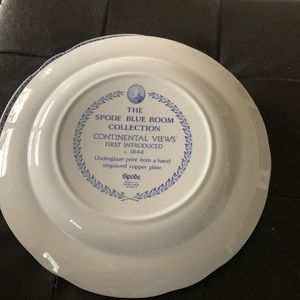 THE
SPODE BLUE ROOM
COLLECTION
'CONTINENTAL VIEWS'
FIRST INTRODUCED
c. 1844
Underglaze print from a hand
engraved copper plate
Spode